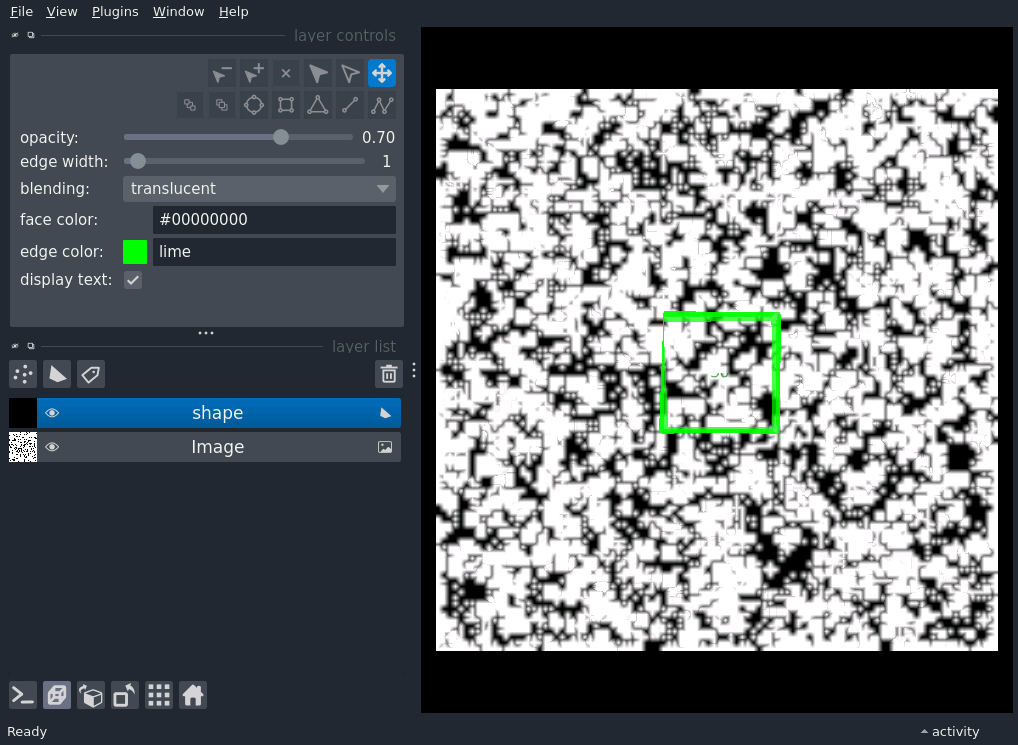 File View Plugins Window Help
layer controls
opacity: 0.70
edge width: 1
blending: translucent
face color: #00000000
edge color: lime
display text:
layer list
shape
Image
Ready
activity